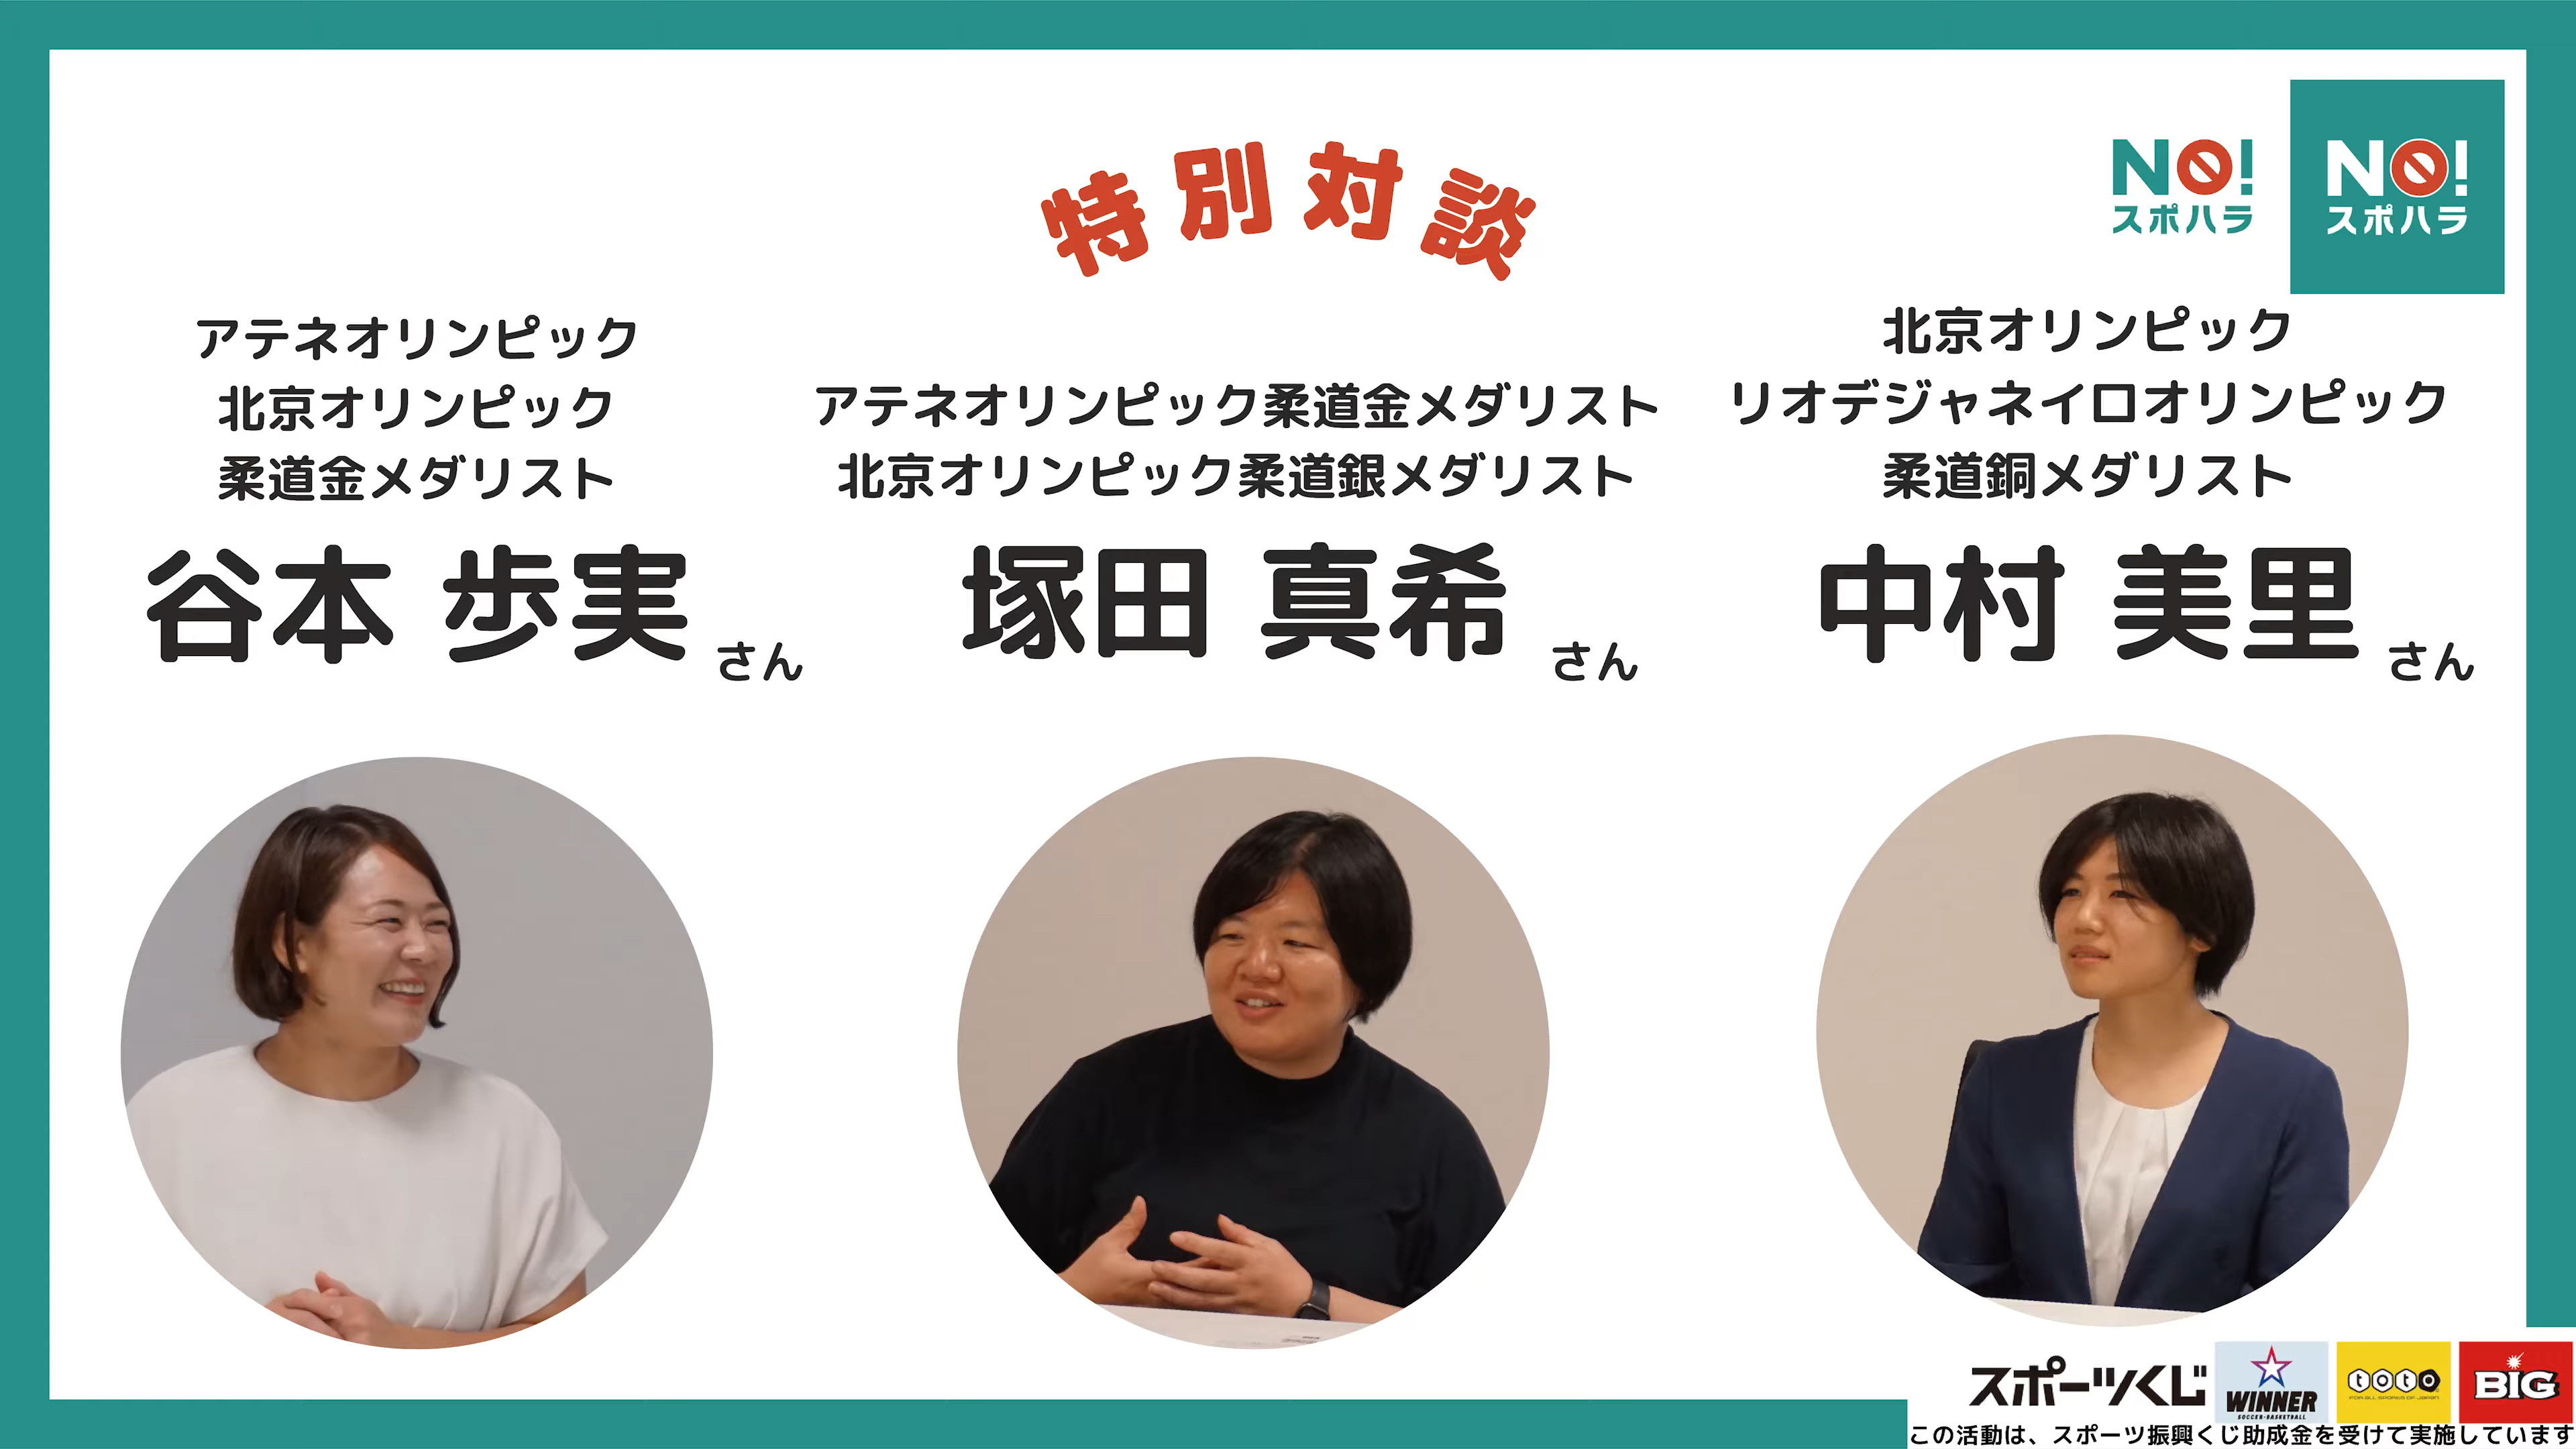 特別対談
NO!
スポハラ
NO!
スポハラ
アテネオリンピック
北京オリンピック
柔道金メダリスト
谷本 歩実 さん
アテネオリンピック柔道金メダリスト
北京オリンピック柔道銀メダリスト
塚田 真希 さん
北京オリンピック
リオデジャネイロオリンピック
柔道銅メダリスト
中村 美里 さん
スポーツくじ
WINNER
SOCCER・BASKETBALL
toto
FOR ALL SPORTS OF JAPAN
BIG
この活動は、スポーツ振興くじ助成金を受けて実施しています